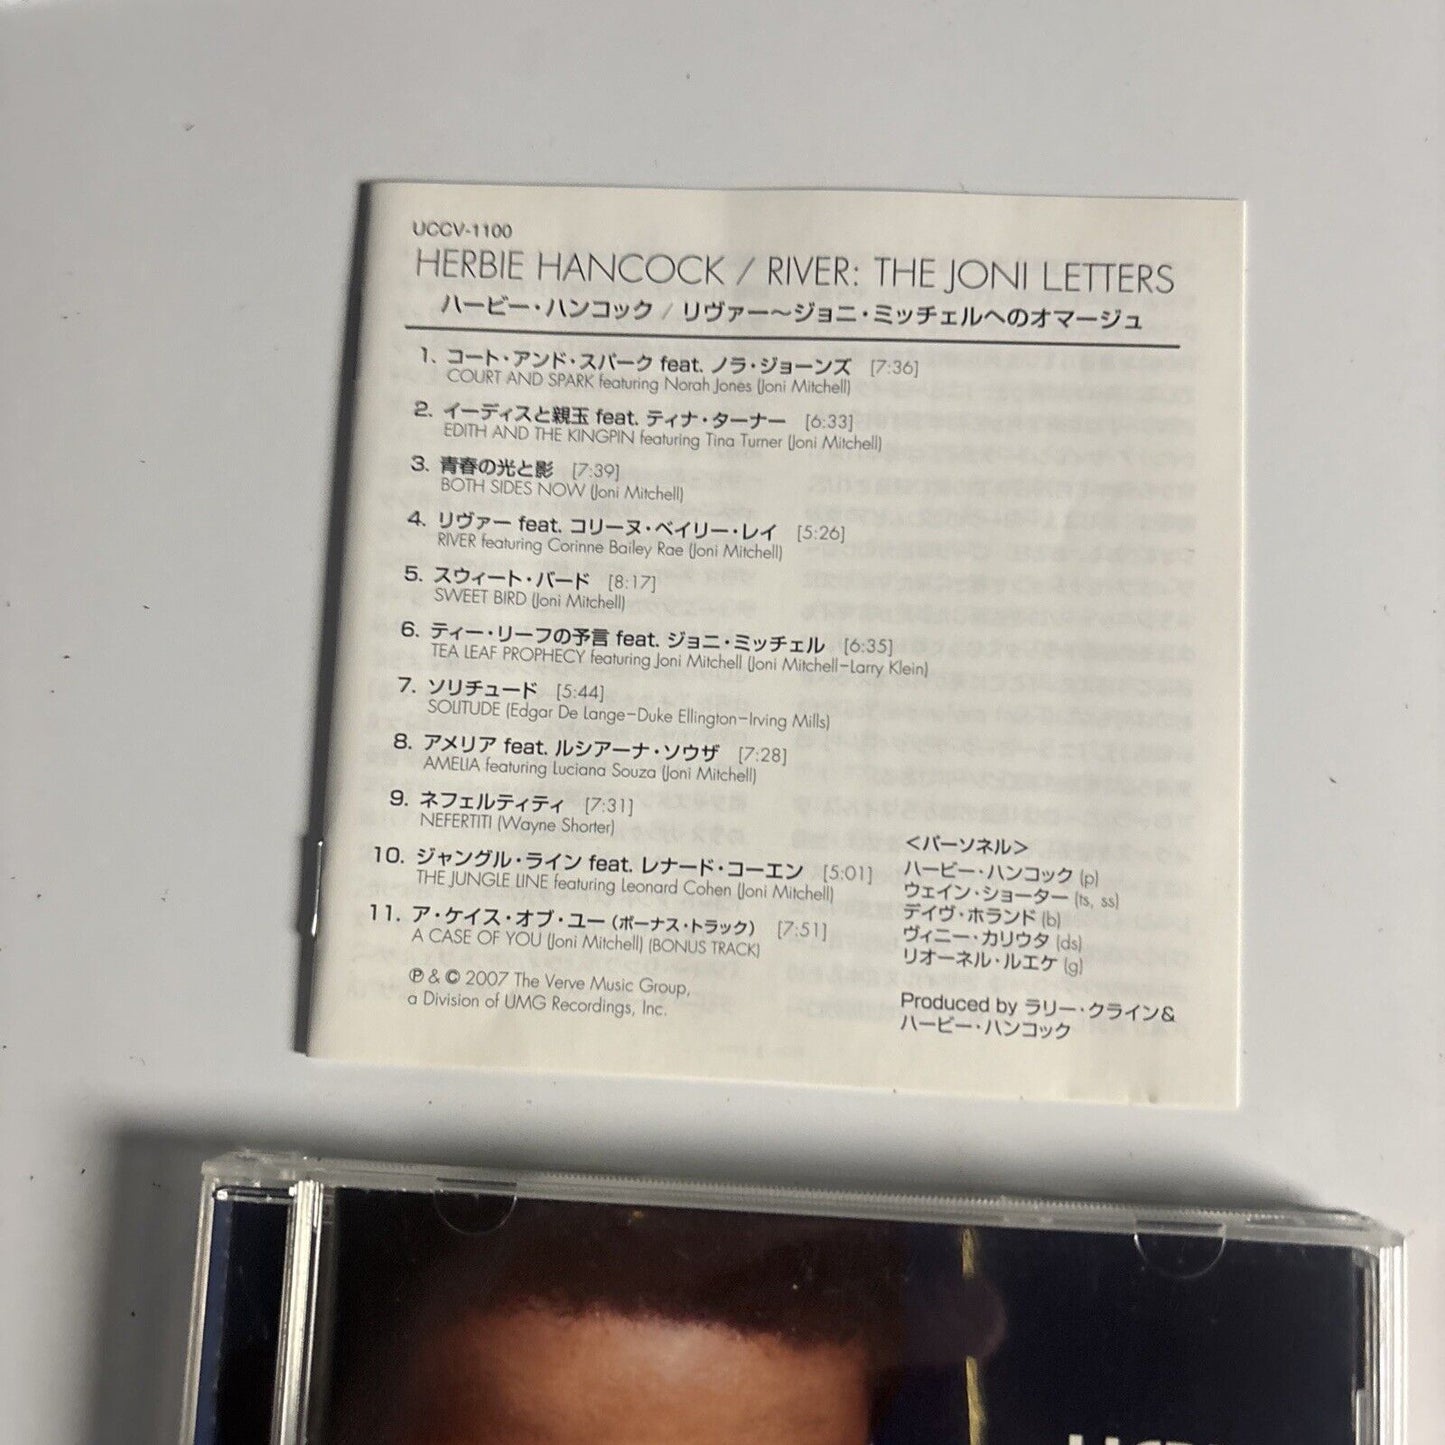 UCCV-1100
HERBIE HANCOCK / RIVER: THE JONI LETTERS
ハービー・ハンコック / リヴァー〜ジョニ・ミッチェルへのオマージュ
1. コート・アンド・スパーク feat. ノラ・ジョーンズ [7:36]
COURT AND SPARK featuring Norah Jones (Joni Mitchell)
2. イーディスと親玉 feat. ティナ・ターナー [6:33]
EDITH AND THE KINGPIN featuring Tina Turner (Joni Mitchell)
3. 青春の光と影 [7:39]
BOTH SIDES NOW (Joni Mitchell)
4. リヴァー feat. コリーヌ・ベイリー・レイ [5:26]
RIVER featuring Corinne Bailey Rae (Joni Mitchell)
5. スウィート・バード [8:17]
SWEET BIRD (Joni Mitchell)
6. ティー・リーフの予言 feat. ジョニ・ミッチェル [6:35]
TEA LEAF PROPHECY featuring Joni Mitchell (Joni Mitchell-Larry Klein)
7. ソリチュード [5:44]
SOLITUDE (Edgar De Lange-Duke Ellington-Irving Mills)
8. アメリア feat. ルシアーナ・ソウザ [7:28]
AMELIA featuring Luciana Souza (Joni Mitchell)
9. ネフェルティティ [7:31]
NEFERTITI (Wayne Shorter)
10. ジャングル・ライン feat. レナード・コーエン [5:01]
THE JUNGLE LINE featuring Leonard Cohen (Joni Mitchell)
11. ア・ケイス・オブ・ユー (ボーナス・トラック) [7:51]
A CASE OF YOU (Joni Mitchell) (BONUS TRACK)
℗ & © 2007 The Verve Music Group,
a Division of UMG Recordings, Inc.
<パーソネル>
ハービー・ハンコック (p)
ウェイン・ショーター (ts, ss)
デイヴ・ホランド (b)
ヴィニー・カリウタ (ds)
リオーネル・ルエケ (g)
Produced by ラリー・クライン&
ハービー・ハンコック